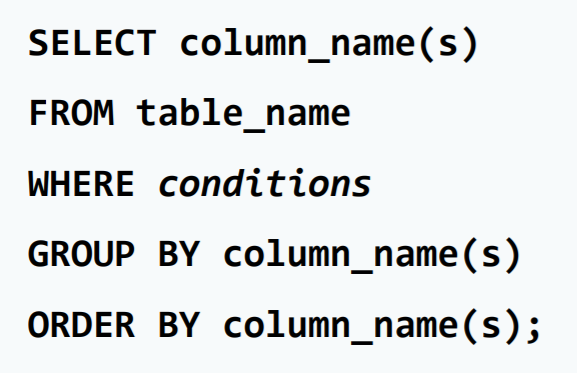 SELECT column_name(s)
FROM table_name
WHERE conditions
GROUP BY column_name(s)
ORDER BY column_name(s);